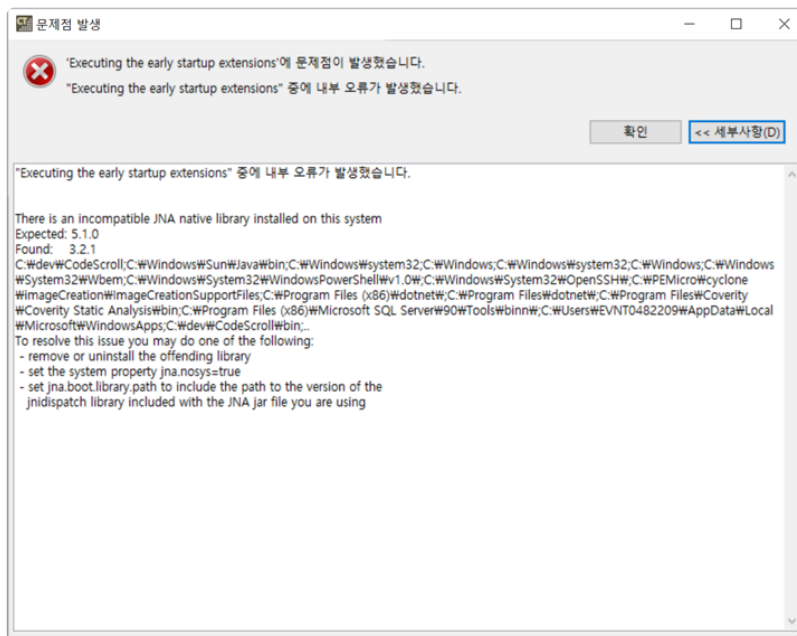 문제점 발생
'Executing the early startup extensions'에 문제점이 발생했습니다.
"Executing the early startup extensions" 중에 내부 오류가 발생했습니다.
확인
<< 세부사항(D)
"Executing the early startup extensions" 중에 내부 오류가 발생했습니다.
There is an incompatible JNA native library installed on this system
Expected: 5.1.0
Found: 3.2.1
C:₩dev₩CodeScroll;C:₩Windows₩Sun₩Java₩bin;C:₩Windows₩system32;C:₩Windows;C:₩Windows₩system32;C:₩Windows;C:₩Windows
₩System32₩Wbem;C:₩Windows₩System32₩WindowsPowerShell₩v1.0₩;C:₩Windows₩System32₩OpenSSH₩;C:₩PEMicro₩cyclone
₩imageCreation₩ImageCreationSupportFiles;C:₩Program Files (x86)₩dotnet₩;C:₩Program Files₩dotnet₩;C:₩Program Files₩Coverity
₩Coverity Static Analysis₩bin;C:₩Program Files (x86)₩Microsoft SQL Server₩90₩Tools₩binn₩;C:₩Users₩EVNT0482209₩AppData₩Local
₩Microsoft₩WindowsApps;C:₩dev₩CodeScroll₩bin;..
To resolve this issue you may do one of the following:
- remove or uninstall the offending library
- set the system property jna.nosys=true
- set jna.boot.library.path to include the path to the version of the
jnidispatch library included with the JNA jar file you are using